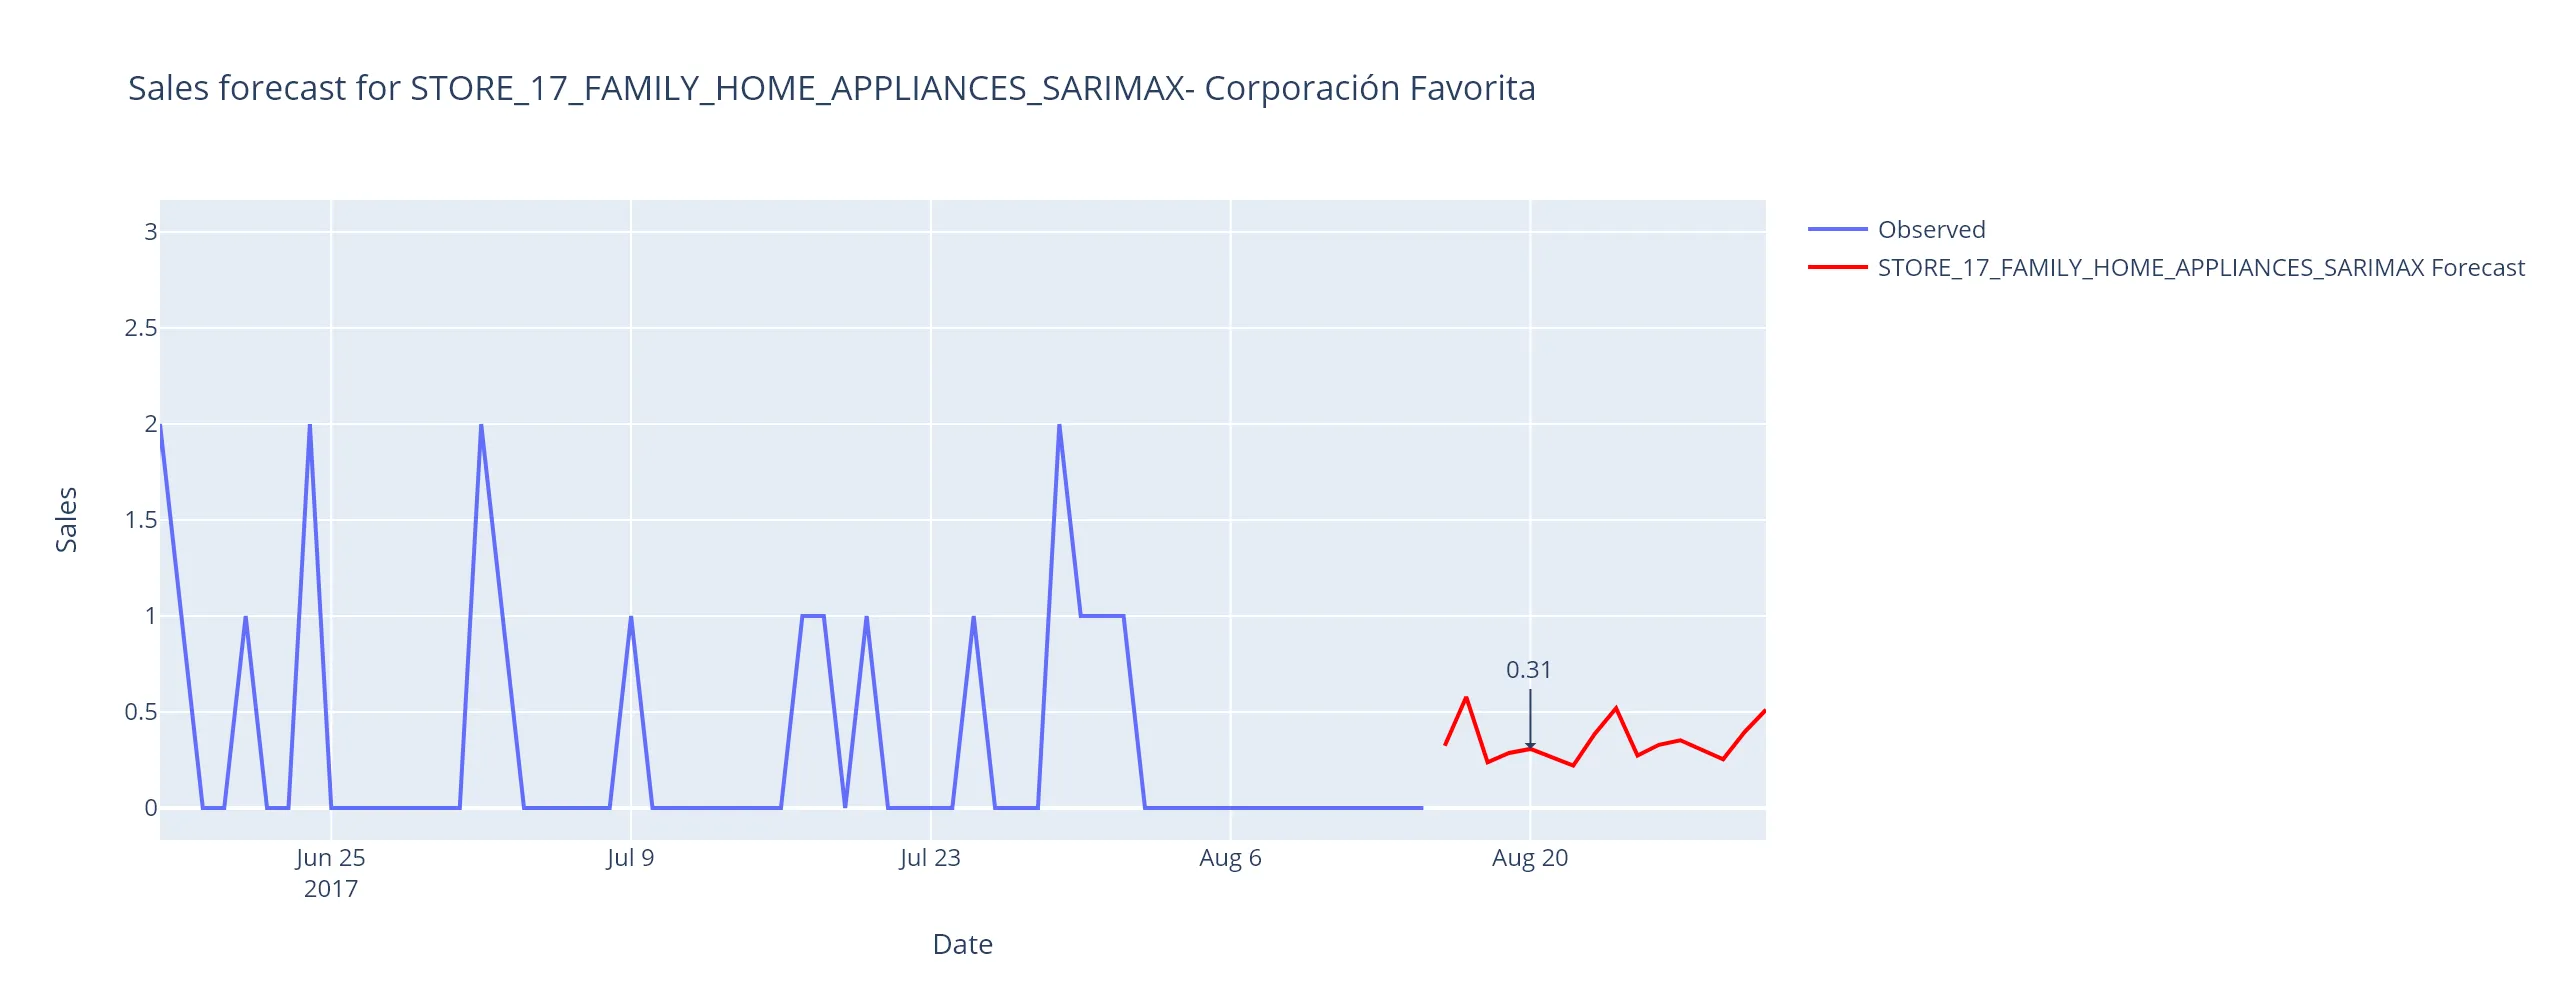 Sales forecast for STORE_17_FAMILY_HOME_APPLIANCES_SARIMAX- Corporación Favorita
Observed
STORE_17_FAMILY_HOME_APPLIANCES_SARIMAX Forecast
3
2.5
2
1.5
1
0.5
0
Sales
0.31
Jun 25
2017
Jul 9
Jul 23
Aug 6
Aug 20
Date